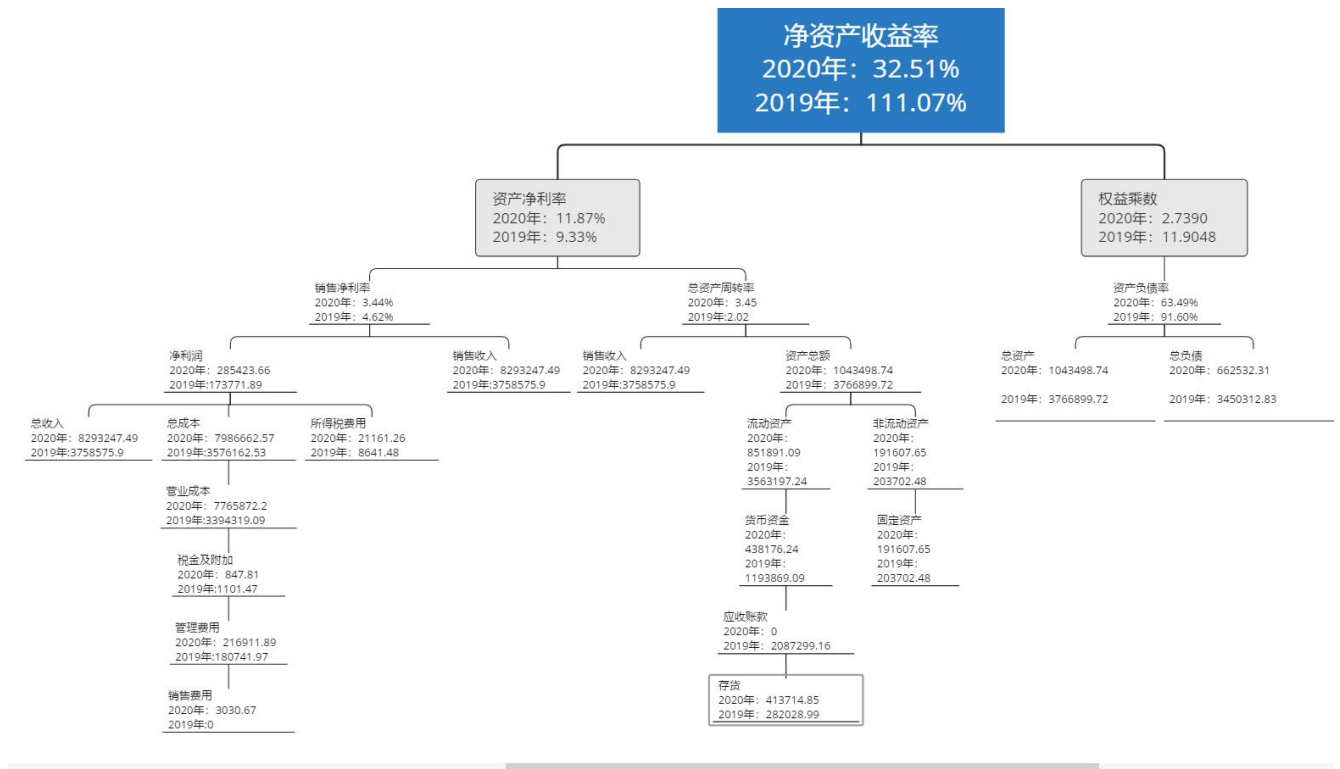 净资产收益率
2020年：32.51%
2019年：111.07%
资产净利率
2020年：11.87%
2019年：9.33%
权益乘数
2020年：2.7390
2019年：11.9048
销售净利率
2020年：3.44%
2019年：4.62%
总资产周转率
2020年：3.45
2019年:2.02
资产负债率
2020年：63.49%
2019年：91.60%
净利润
2020年：285423.66
2019年:173771.89
销售收入
2020年：8293247.49
2019年:3758575.9
销售收入
2020年：8293247.49
2019年:3758575.9
资产总额
2020年：1043498.74
2019年：3766899.72
总资产
2020年：1043498.74
2019年：3766899.72
总负债
2020年：662532.31
2019年：3450312.83
总收入
2020年：8293247.49
2019年:3758575.9
总成本
2020年：7986662.57
2019年:3576162.53
所得税费用
2020年：21161.26
2019年：8641.48
流动资产
2020年：
851891.09
2019年：
3563197.24
非流动资产
2020年：
191607.65
2019年：
203702.48
营业成本
2020年：7765872.2
2019年:3394319.09
货币资金
2020年：
438176.24
2019年：
1193869.09
固定资产
2020年：
191607.65
2019年：
203702.48
税金及附加
2020年：847.81
2019年:1101.47
管理费用
2020年：216911.89
2019年:180741.97
应收账款
2020年：0
2019年：2087299.16
销售费用
2020年：3030.67
2019年:0
存货
2020年：413714.85
2019年：282028.99